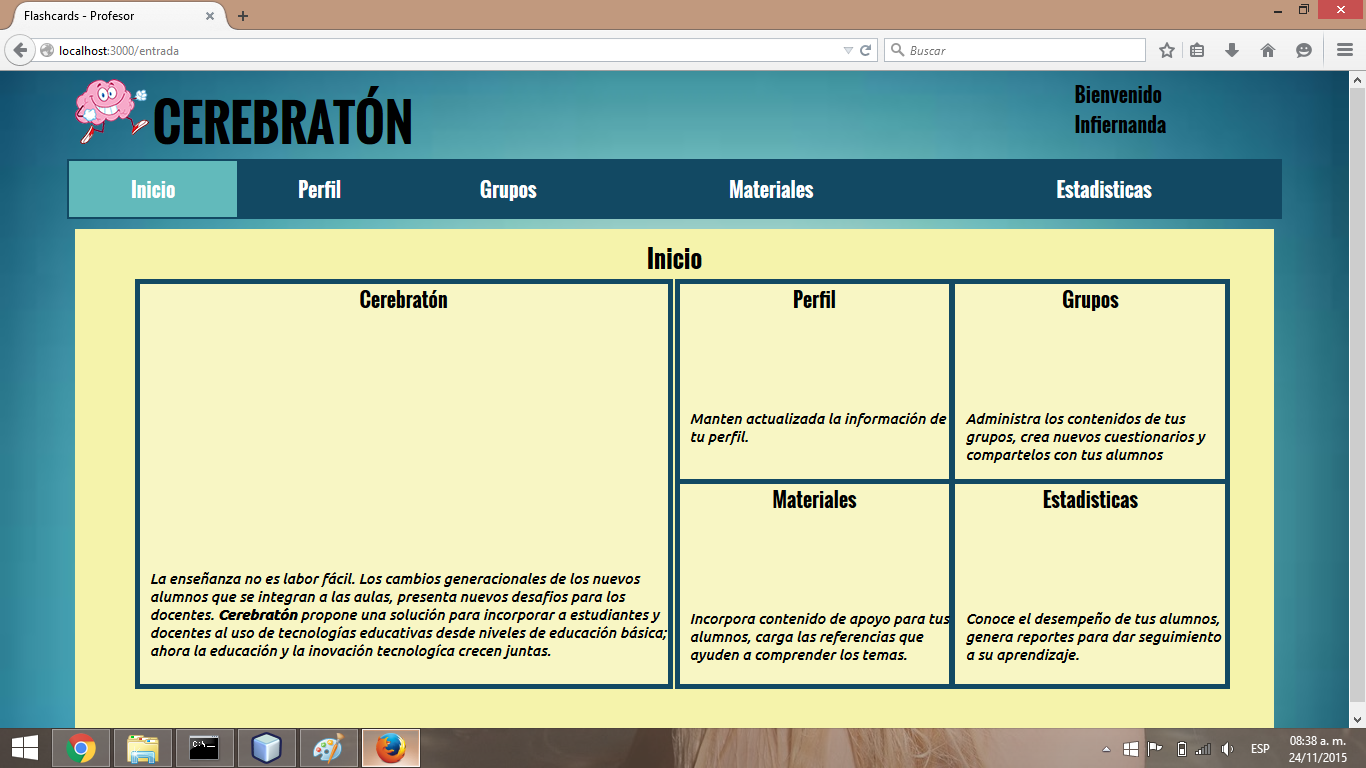 Flashcards - Profesor
localhost:3000/entrada
Buscar
CEREBRATÓN
Bienvenido
Infiernanda
Inicio
Perfil
Grupos
Materiales
Estadisticas
Inicio
Cerebratón
La enseñanza no es labor fácil. Los cambios generacionales de los nuevos
alumnos que se integran a las aulas, presenta nuevos desafios para los
docentes. Cerebratón propone una solución para incorporar a estudiantes y
docentes al uso de tecnologías educativas desde niveles de educación básica;
ahora la educación y la inovación tecnologíca crecen juntas.
Perfil
Manten actualizada la información de
tu perfil.
Grupos
Administra los contenidos de tus
grupos, crea nuevos cuestionarios y
compartelos con tus alumnos
Materiales
Incorpora contenido de apoyo para tus
alumnos, carga las referencias que
ayuden a comprender los temas.
Estadisticas
Conoce el desempeño de tus alumnos,
genera reportes para dar seguimiento
a su aprendizaje.
C:\
ESP
08:38 a. m.
24/11/2015